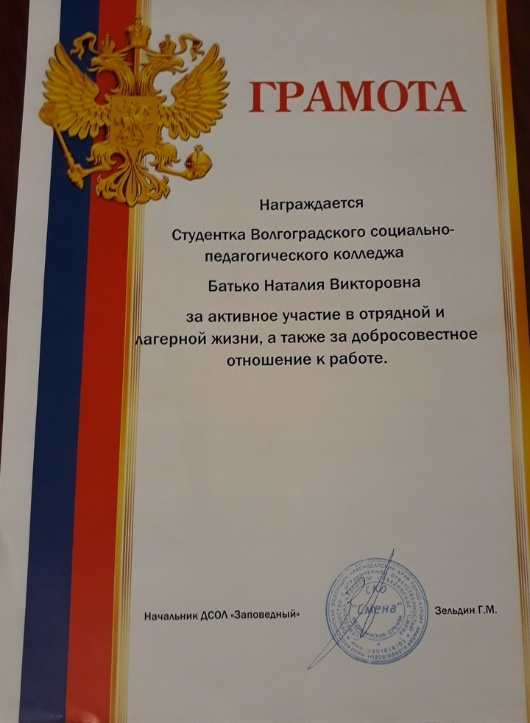 ГРАМОТА
Награждается
Студентка Волгоградского социально-
педагогического колледжа
Батько Наталия Викторовна
за активное участие в отрядной и
лагерной жизни, а также за добросовестное
отношение к работе.
Начальник ДСОЛ «Заповедный»
СКО
"Смена"
Зельдин Г.М.